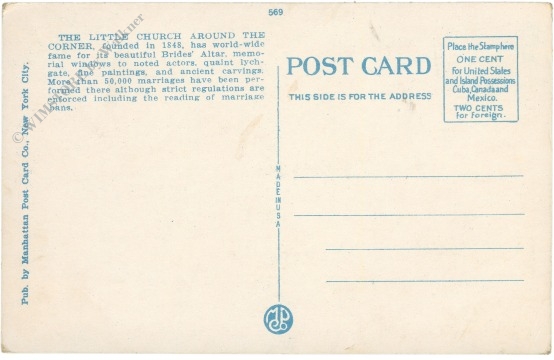 569
THE LITTLE CHURCH AROUND THE
CORNER, founded in 1848, has world-wide
fame for its beautiful Brides' Altar, memo-
rial windows to noted actors, quaint lych-
gate, fine paintings, and ancient carvings.
More than 50,000 marriages have been per-
formed there although strict regulations are
enforced including the reading of marriage
bans.
Pub. by Manhattan Post Card Co., New York City.
MADE IN USA
POST CARD
THIS SIDE IS FOR THE ADDRESS
Place the Stamp here
ONE CENT
for United States
and Island Possessions
Cuba, Canada and
Mexico.
TWO CENTS
for Foreign.